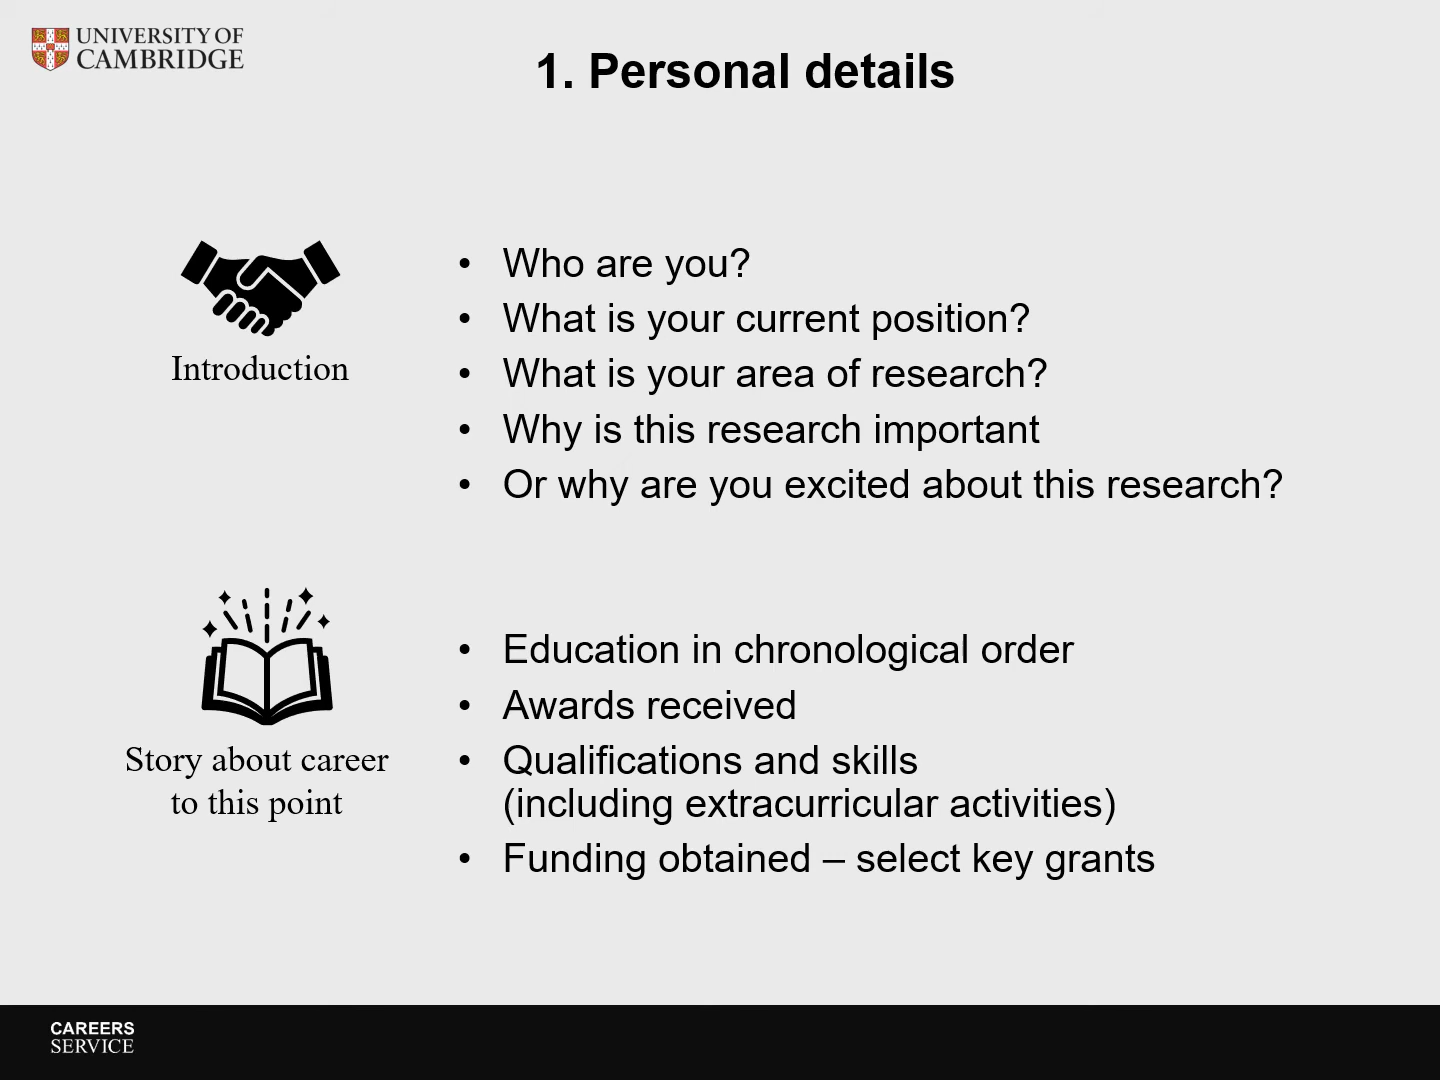 UNIVERSITY OF
CAMBRIDGE
1. Personal details
Introduction
• Who are you?
• What is your current position?
• What is your area of research?
• Why is this research important
• Or why are you excited about this research?
Story about career
to this point
• Education in chronological order
• Awards received
• Qualifications and skills
(including extracurricular activities)
• Funding obtained – select key grants
CAREERS
SERVICE